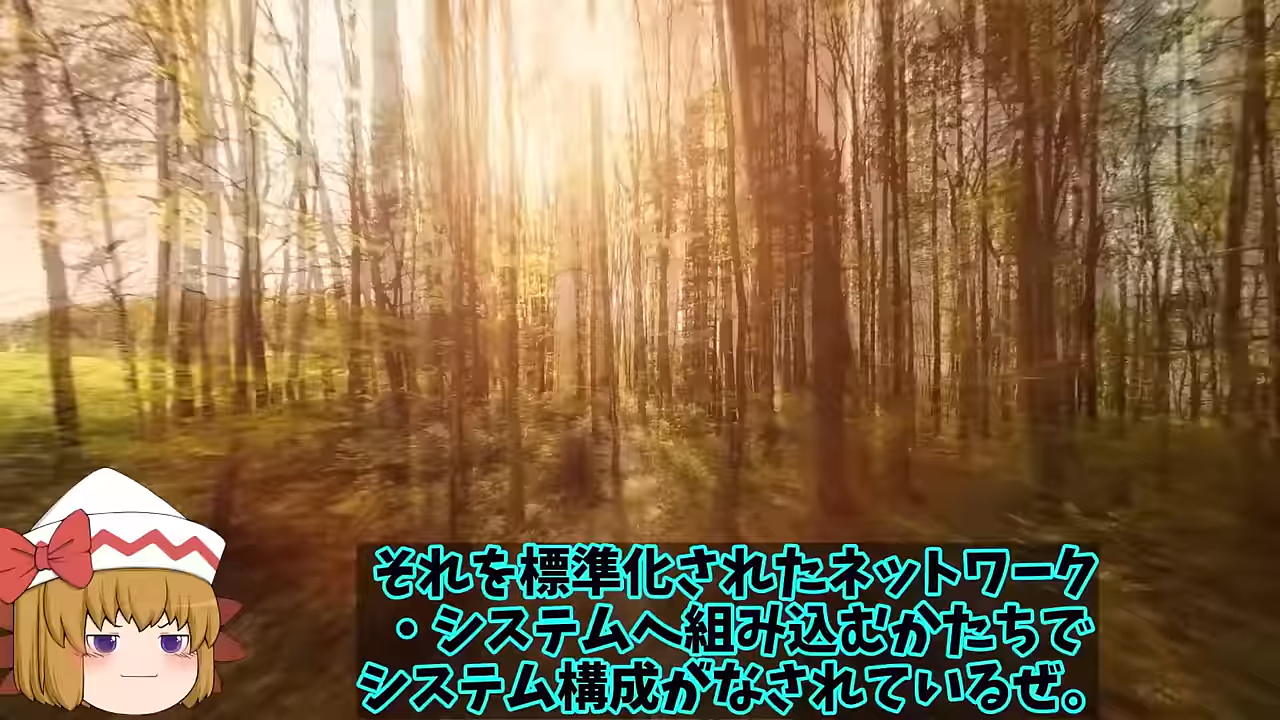 それを標準化されたネットワーク
・システムへ組み込むかたちで
システム構成がなされているぜ。